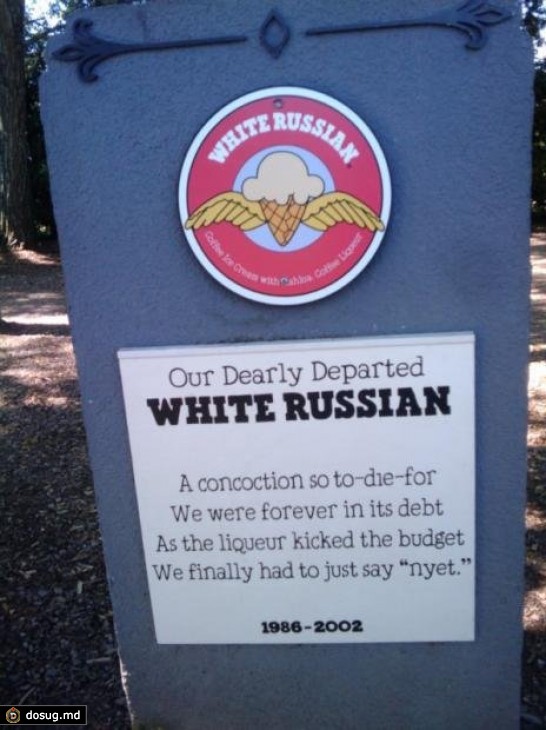 WHITE RUSSIAN
Coffee Ice Cream with Kahlua Coffee Liqueur
Our Dearly Departed
WHITE RUSSIAN
A concoction so to-die-for
We were forever in its debt
As the liqueur kicked the budget
We finally had to just say “nyet.”
1986-2002
dosug.md